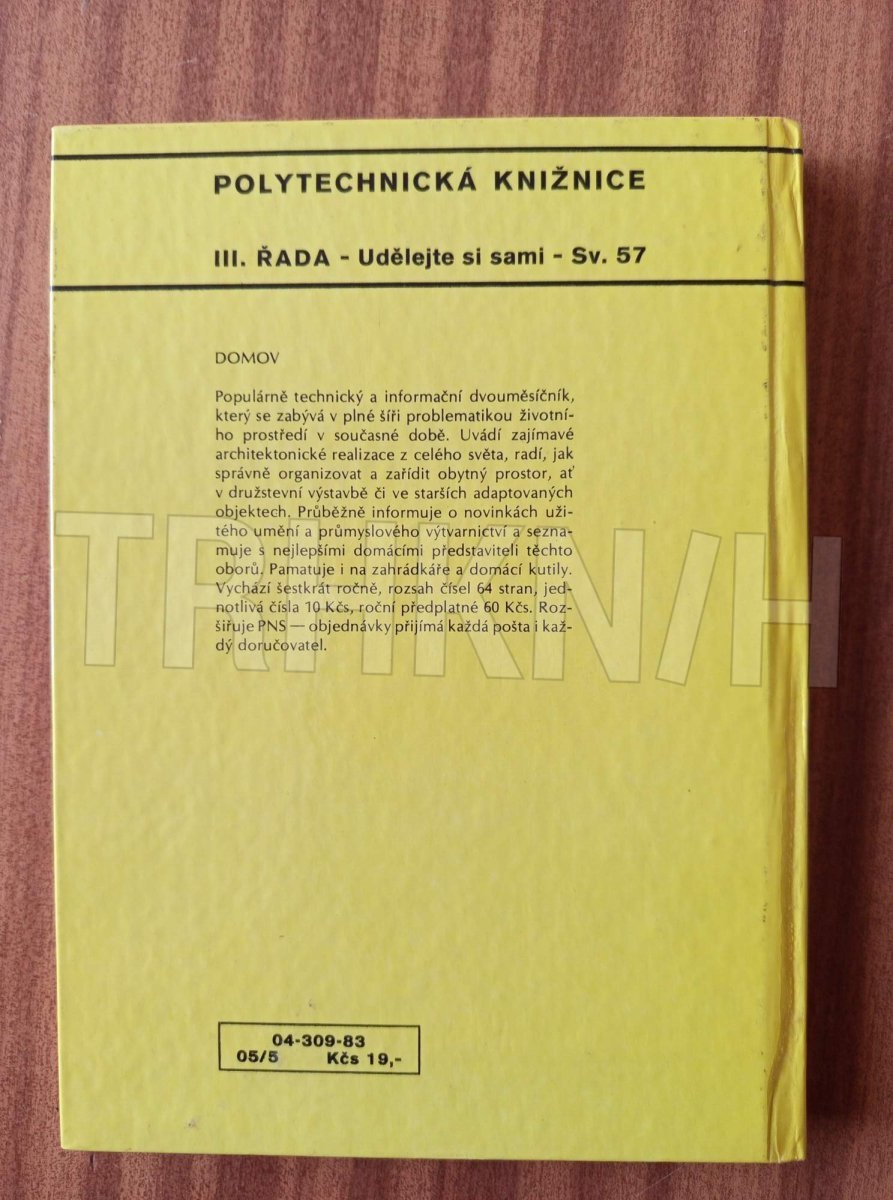 POLYTECHNICKÁ KNIŽNICE
III. ŘADA - Udělejte si sami - Sv. 57
DOMOV
Populárně technický a informační dvouměsíčník,
který se zabývá v plné šíři problematikou životní-
ho prostředí v současné době. Uvádí zajímavé
architektonické realizace z celého světa, radí, jak
správně organizovat a zařídit obytný prostor, ať
v družstevní výstavbě či ve starších adaptovaných
objektech. Průběžně informuje o novinkách uži-
tého umění a průmyslového výtvarnictví a sezna-
muje s nejlepšími domácími představiteli těchto
oborů. Pamatuje i na zahrádkáře a domácí kutily.
Vychází šestkrát ročně, rozsah čísel 64 stran, jed-
notlivá čísla 10 Kčs, roční předplatné 60 Kčs. Roz-
šiřuje PNS — objednávky přijímá každá pošta i kaž-
dý doručovatel.
04-309-83
05/5 Kčs 19,-